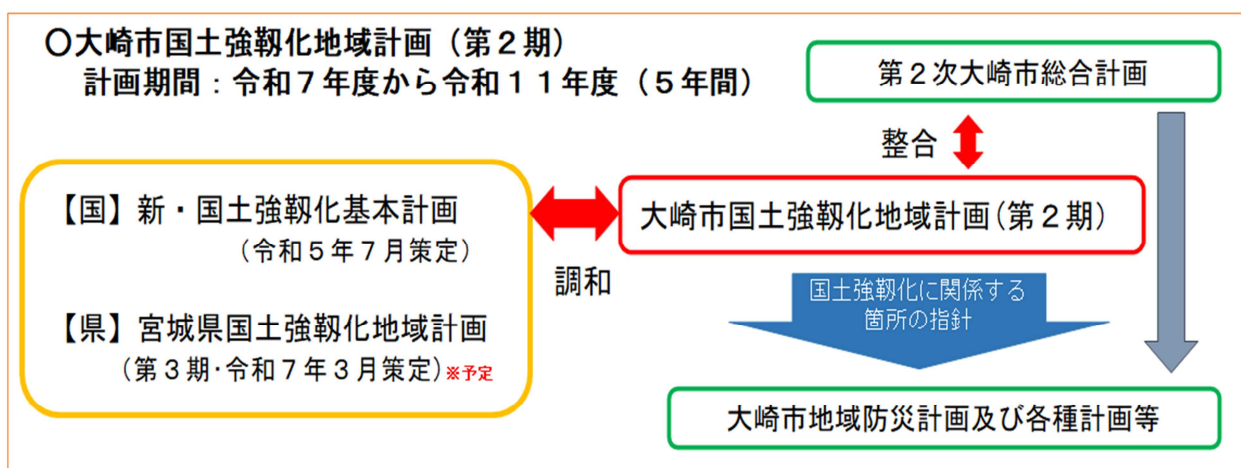 〇大崎市国土強靱化地域計画（第２期）
計画期間：令和７年度から令和１１年度（５年間）
第２次大崎市総合計画
整合
【国】新・国土強靱化基本計画
（令和５年７月策定）
大崎市国土強靱化地域計画（第２期）
調和
国土強靱化に関係する
箇所の指針
【県】宮城県国土強靱化地域計画
（第３期･令和７年３月策定）※予定
大崎市地域防災計画及び各種計画等